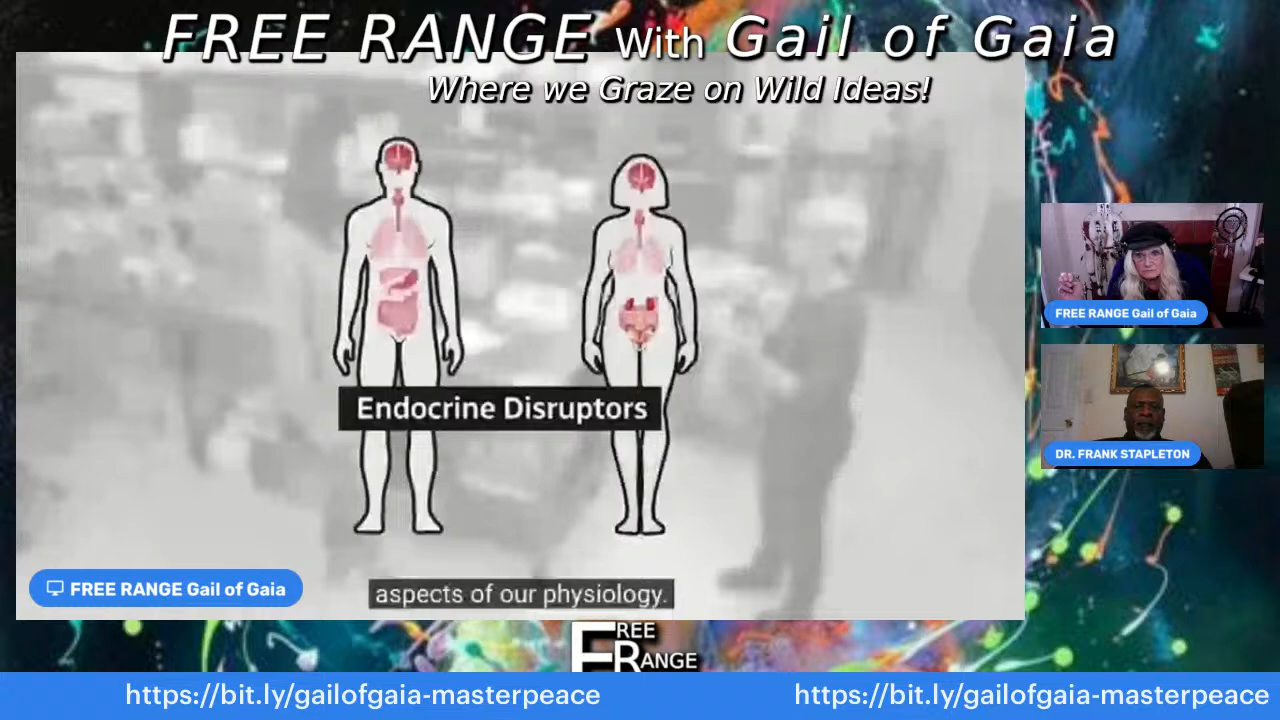 FREE RANGE With Gail of Gaia
Where we Graze on Wild Ideas!
FREE RANGE Gail of Gaia
DR. FRANK STAPLETON
Endocrine Disruptors
FREE RANGE Gail of Gaia
aspects of our physiology.
FREE
RANGE
https://bit.ly/gailofgaia-masterpeace https://bit.ly/gailofgaia-masterpeace